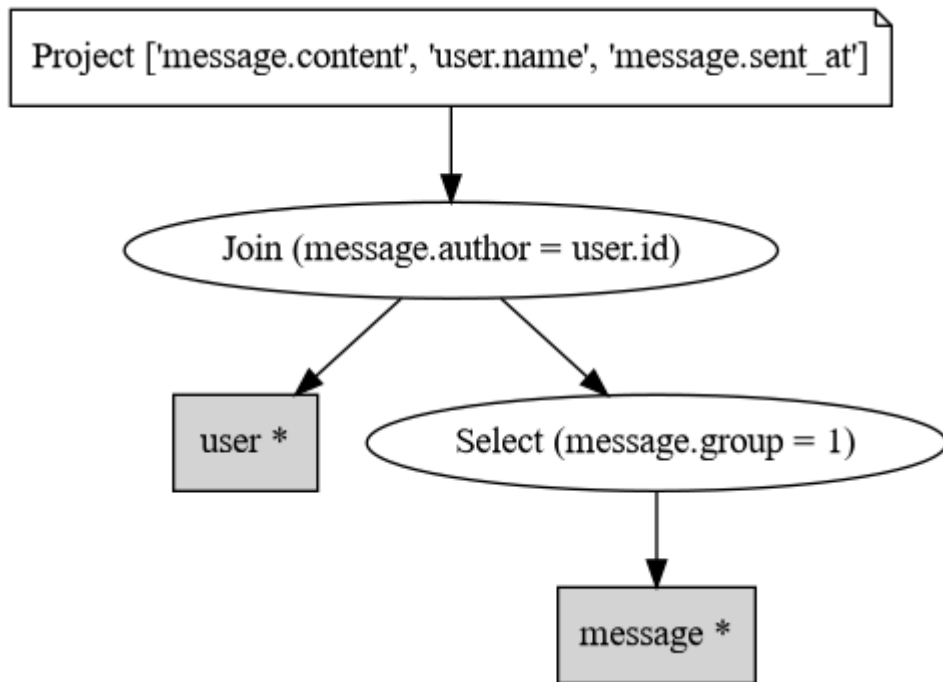 Project ['message.content', 'user.name', 'message.sent_at']
Join (message.author = user.id)
user *
Select (message.group = 1)
message *